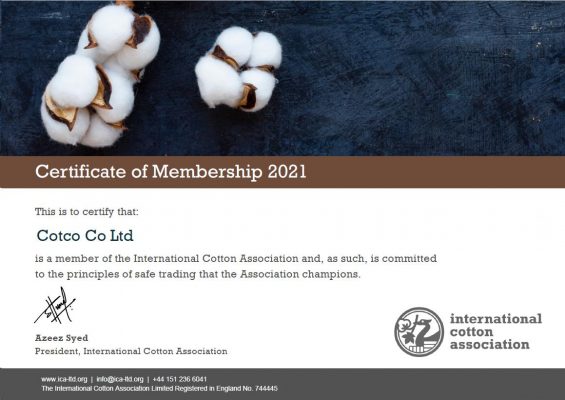 Certificate of Membership 2021
This is to certify that:
Cotco Co Ltd
is a member of the International Cotton Association and, as such, is committed
to the principles of safe trading that the Association champions.
Azeez Syed
President, International Cotton Association
international
cotton
association
www.ica-ltd.org | info@ica-ltd.org | +44 151 236 6041
The International Cotton Association Limited Registered in England No. 744445